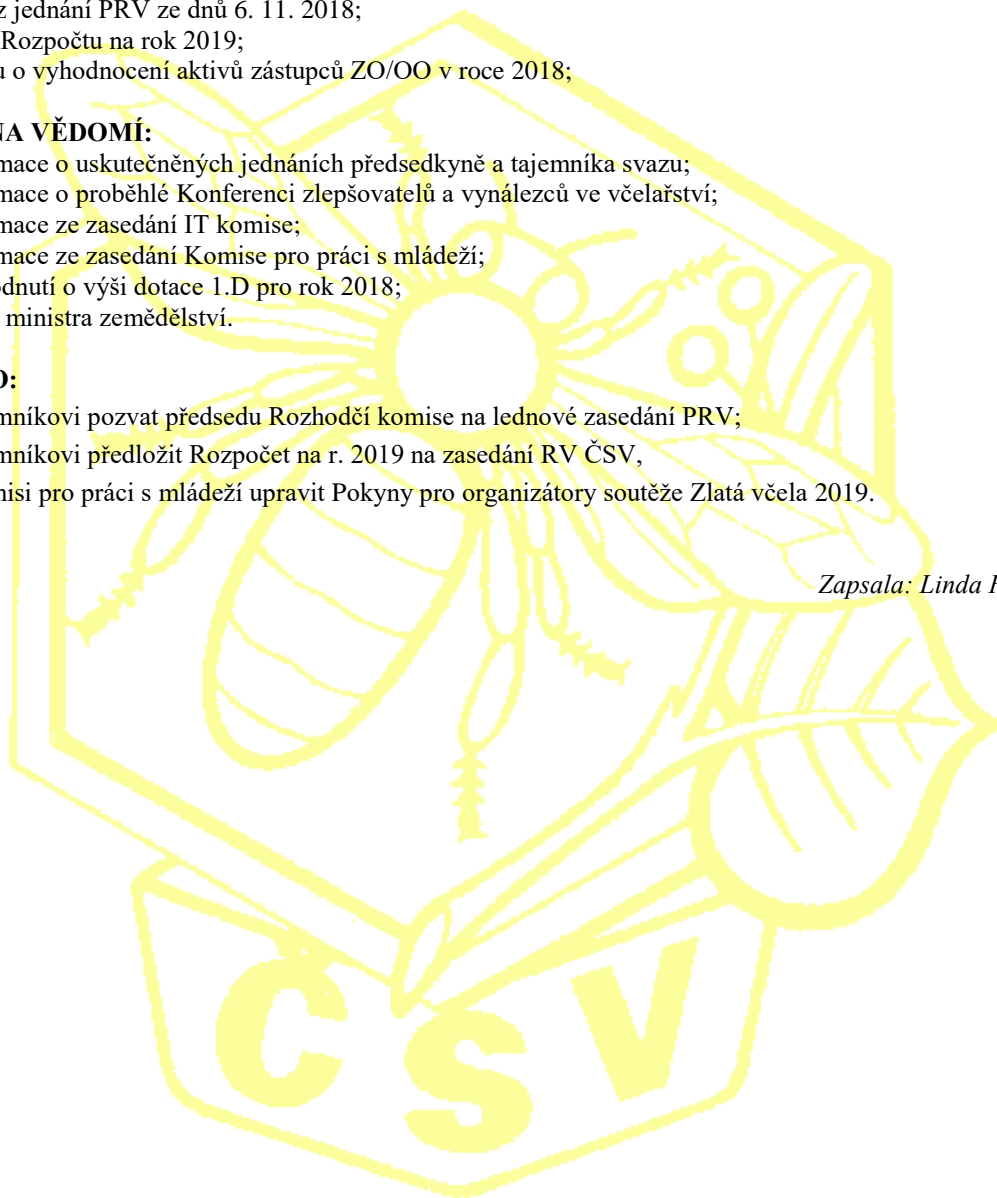 z jednání PRV ze dnů 6. 11. 2018;
Rozpočtu na rok 2019;
u o vyhodnocení aktivů zástupců ZO/OO v roce 2018;
NA VĚDOMÍ:
mace o uskutečněných jednáních předsedkyně a tajemníka svazu;
mace o proběhlé Konferenci zlepšovatelů a vynálezců ve včelařství;
mace ze zasedání IT komise;
mace ze zasedání Komise pro práci s mládeží;
odnutí o výši dotace 1.D pro rok 2018;
ministra zemědělství.
O:
mníkovi pozvat předsedu Rozhodčí komise na lednové zasedání PRV;
mníkovi předložit Rozpočet na r. 2019 na zasedání RV ČSV,
nisi pro práci s mládeží upravit Pokyny pro organizátory soutěže Zlatá včela 2019.
Zapsala: Linda
ČSV